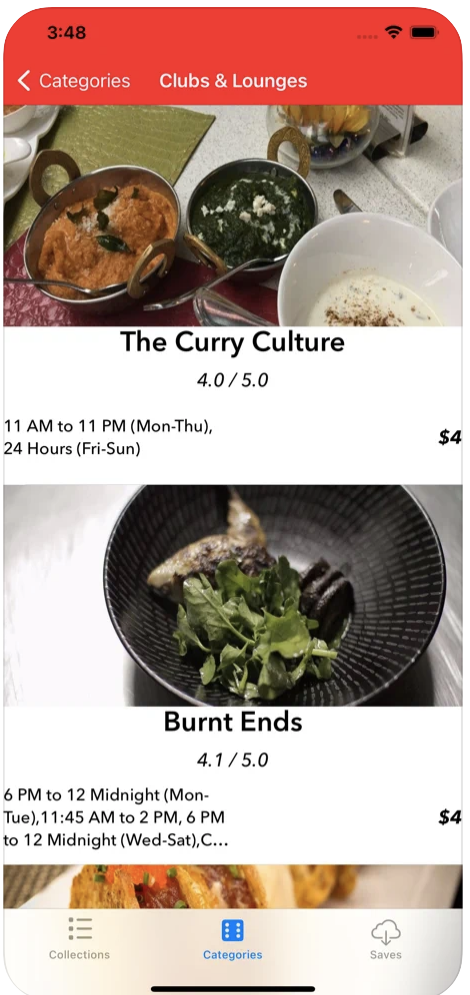 3:48
Categories Clubs & Lounges
The Curry Culture
4.0 / 5.0
11 AM to 11 PM (Mon-Thu),
24 Hours (Fri-Sun)
$4
Burnt Ends
4.1 / 5.0
6 PM to 12 Midnight (Mon-
Tue),11:45 AM to 2 PM, 6 PM
to 12 Midnight (Wed-Sat),C...
$4
Collections Categories Saves